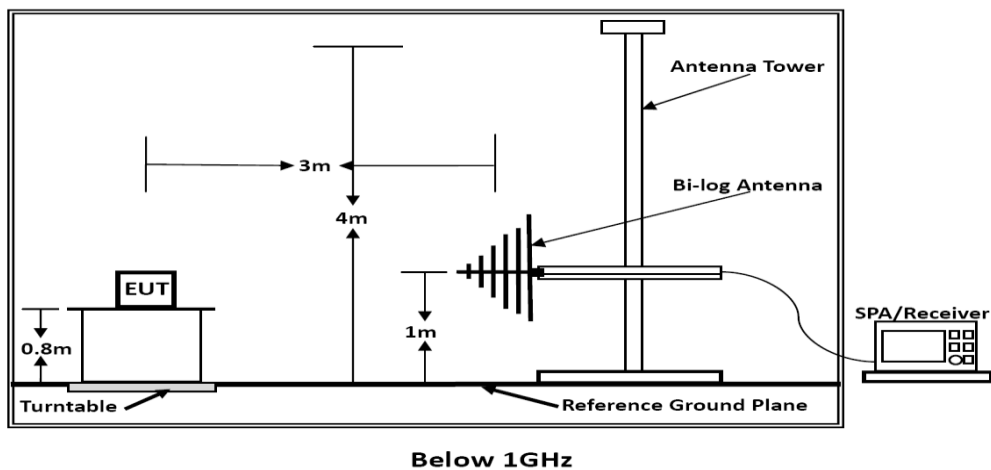 Antenna Tower
3m
Bi-log Antenna
4m
EUT
1m
SPA/Receiver
0.8m
Turntable
Reference Ground Plane
Below 1GHz